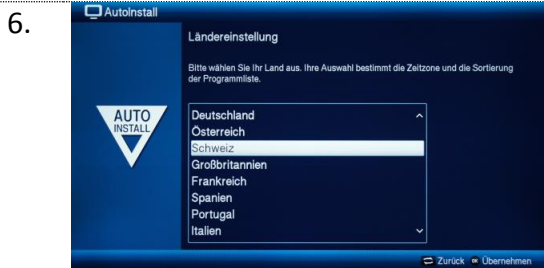 6.
AutoInstall
Ländereinstellung
Bitte wählen Sie Ihr Land aus. Ihre Auswahl bestimmt die Zeitzone und die Sortierung
der Programmliste.
AUTO
INSTALL
Deutschland
Österreich
Schweiz
Großbritannien
Frankreich
Spanien
Portugal
Italien
Zurück OK Übernehmen